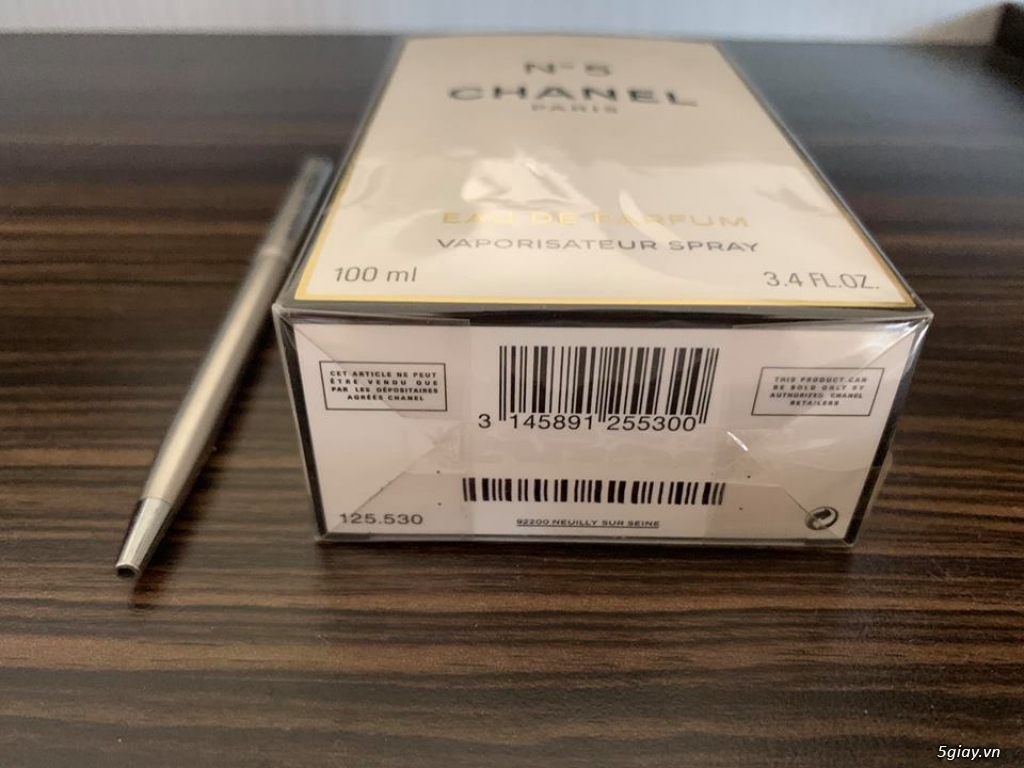 N°5
CHANEL
PARIS
EAU DE PARFUM
VAPORISATEUR SPRAY
100 ml
3.4 FL.OZ.
CET ARTICLE NE PEUT
ÊTRE VENDU QUE
PAR LES DÉPOSITAIRES
AGRÉÉS CHANEL
3 145891 255300
THIS PRODUCT CAN
BE SOLD ONLY BY
AUTHORIZED CHANEL
RETAILERS
125.530
92200 NEUILLY SUR SEINE
5giay.vn